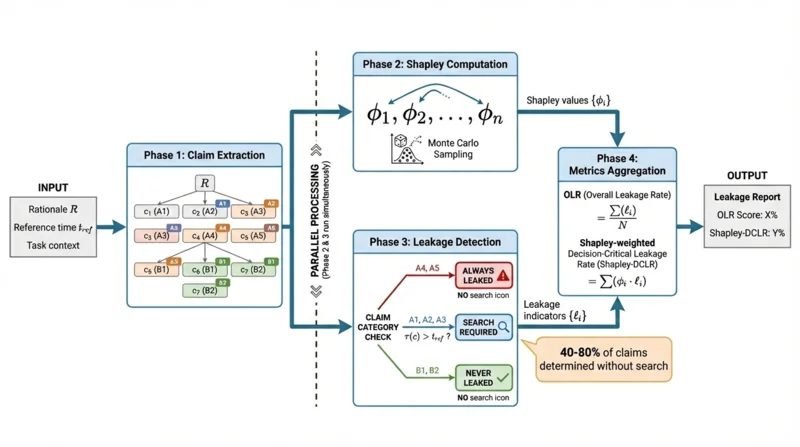 INPUT
Rationale R
Reference time t_ref
Task context
Phase 1: Claim Extraction
R
A1
A2
c₁ (A1)
c₂ (A2)
c₃ (A3)
A3
A4
A5
c₃ (A3)
c₄ (A4)
c₅ (A5)
A5
B1
B1
c₆ (B1)
c₆ (B1)
c₇ (B2)
B2
c₇ (B2)
PARALLEL PROCESSING
(Phase 2 & 3 run simultaneously)
Phase 2: Shapley Computation
ϕ₁, ϕ₂, . . . , ϕₙ
Monte Carlo
Sampling
Phase 3: Leakage Detection
CLAIM
CATEGORY
CHECK
A4, A5
ALWAYS
LEAKED
NO search icon
A1, A2, A3
τ(c) > t_ref ?
SEARCH
REQUIRED
B1, B2
NEVER
LEAKED
NO search icon
Shapley values {ϕᵢ}
Leakage
indicators {ℓᵢ}
40-80% of claims
determined without search
Phase 4:
Metrics Aggregation
OLR (Overall Leakage Rate)
= ∑(ℓᵢ) / N
Shapley-weighted
Decision-Critical Leakage
Rate (Shapley-DCLR)
= ∑(ϕᵢ · ℓᵢ)
OUTPUT
Leakage Report
OLR Score: X%
Shapley-DCLR: Y%